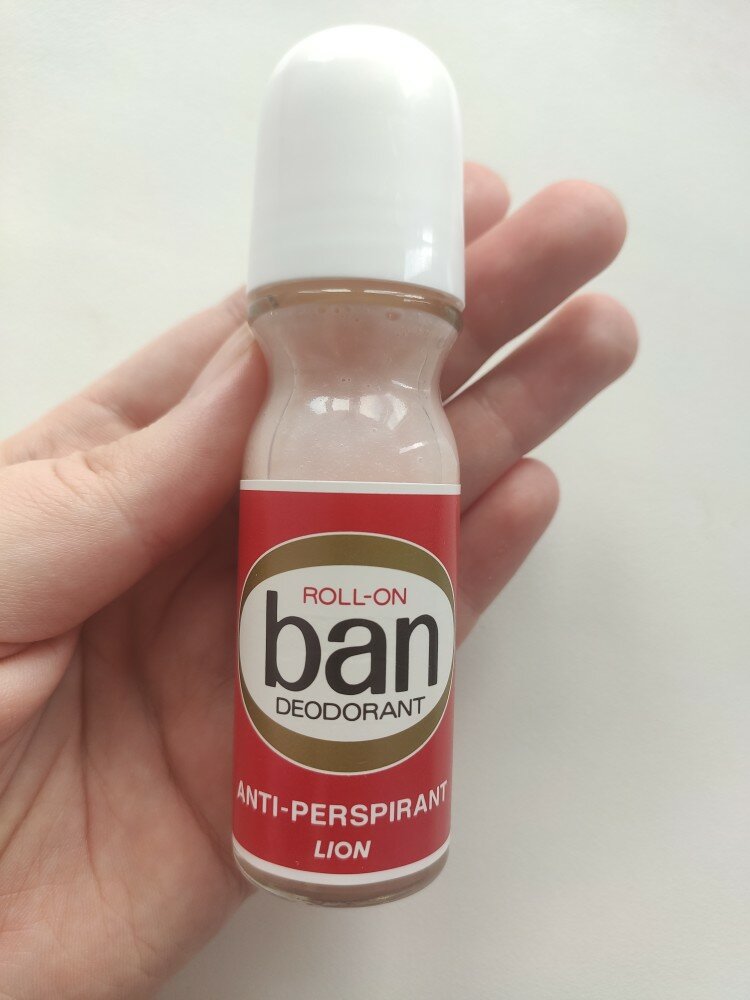 ROLL-ON
ban
DEODORANT
ANTI-PERSPIRANT
LION